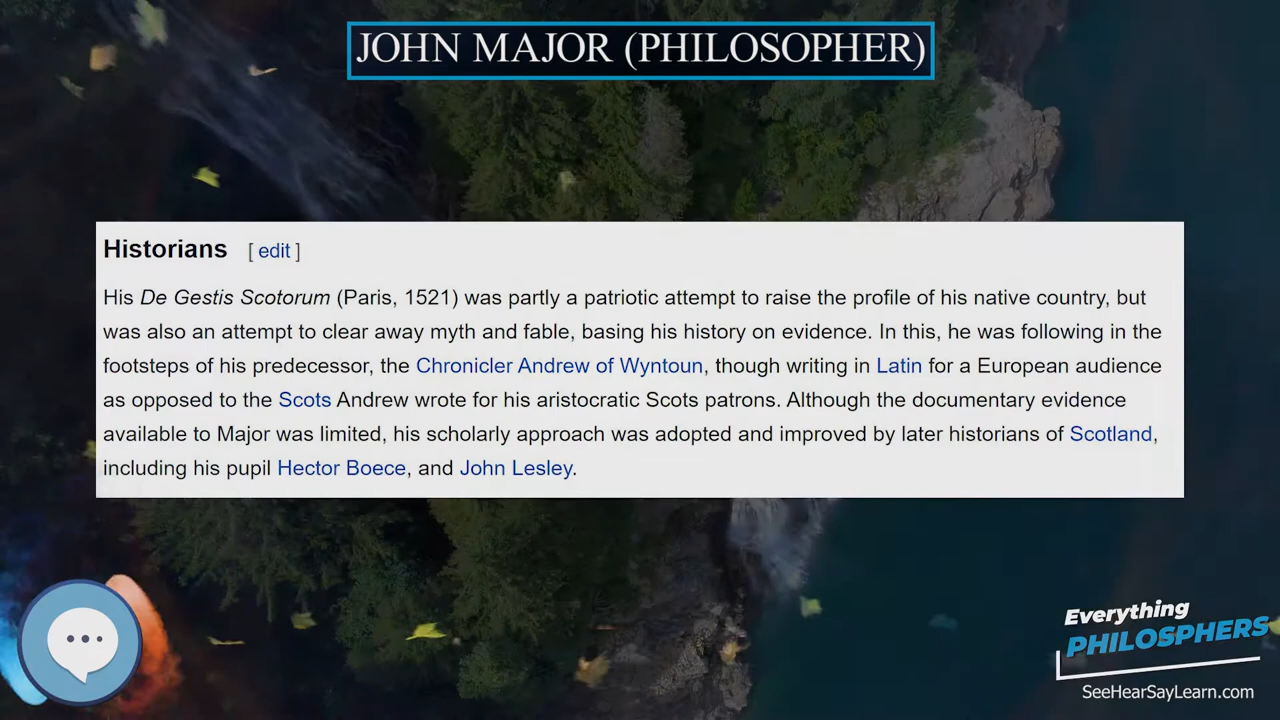 JOHN MAJOR (PHILOSOPHER)
Historians [ edit ]
His De Gestis Scotorum (Paris, 1521) was partly a patriotic attempt to raise the profile of his native country, but
was also an attempt to clear away myth and fable, basing his history on evidence. In this, he was following in the
footsteps of his predecessor, the Chronicler Andrew of Wyntoun, though writing in Latin for a European audience
as opposed to the Scots Andrew wrote for his aristocratic Scots patrons. Although the documentary evidence
available to Major was limited, his scholarly approach was adopted and improved by later historians of Scotland,
including his pupil Hector Boece, and John Lesley.
Everything
PHILOSPHERS
SeeHearSayLearn.com